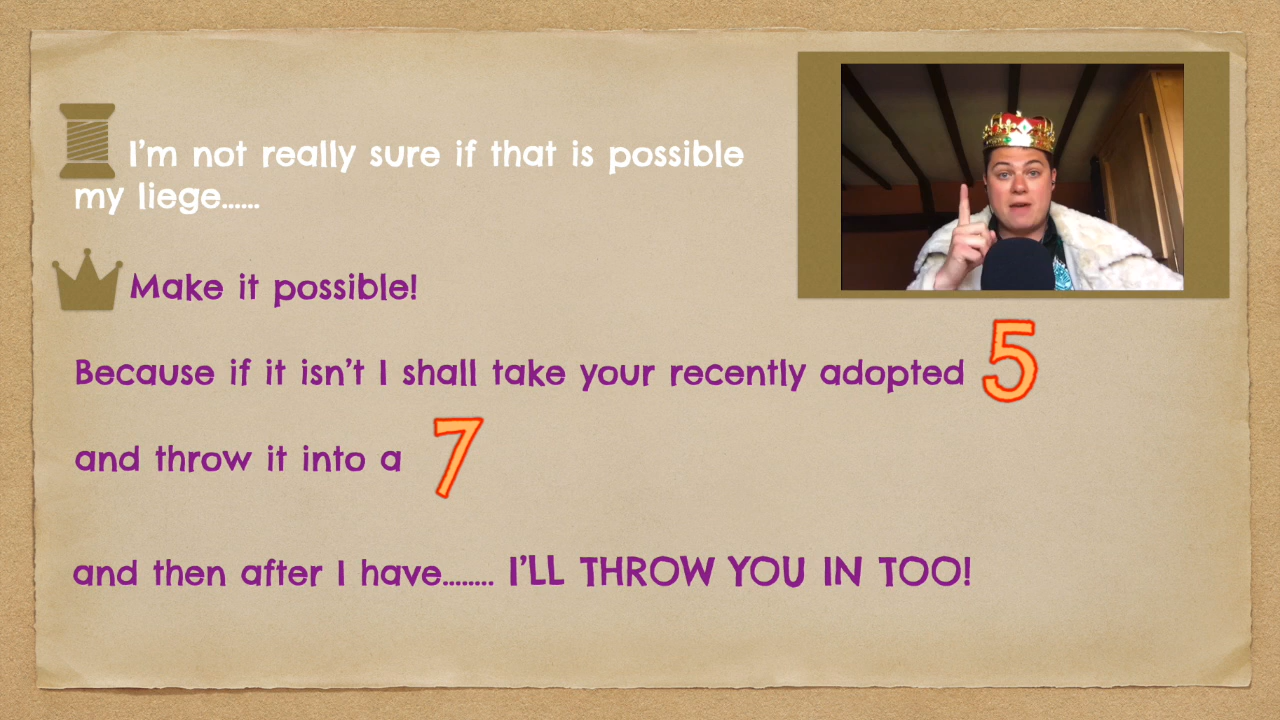 I'm not really sure if that is possible
my liege......
Make it possible!
Because if it isn't I shall take your recently adopted 5
and throw it into a 7
and then after I have........ I'LL THROW YOU IN TOO!